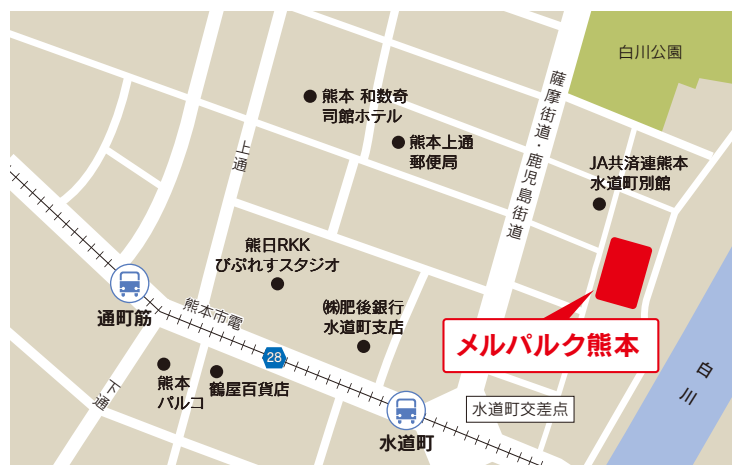 白川公園
熊本 和数奇
司館ホテル
熊本上通
郵便局
薩摩街道・鹿児島街道
上通
JA共済連熊本
水道町別館
熊日RKK
びぷれすスタジオ
通町筋
熊本市電
㈱肥後銀行
水道町支店
メルパルク熊本
28
熊本
パルコ
鶴屋百貨店
下通
水道町
水道町交差点
白川